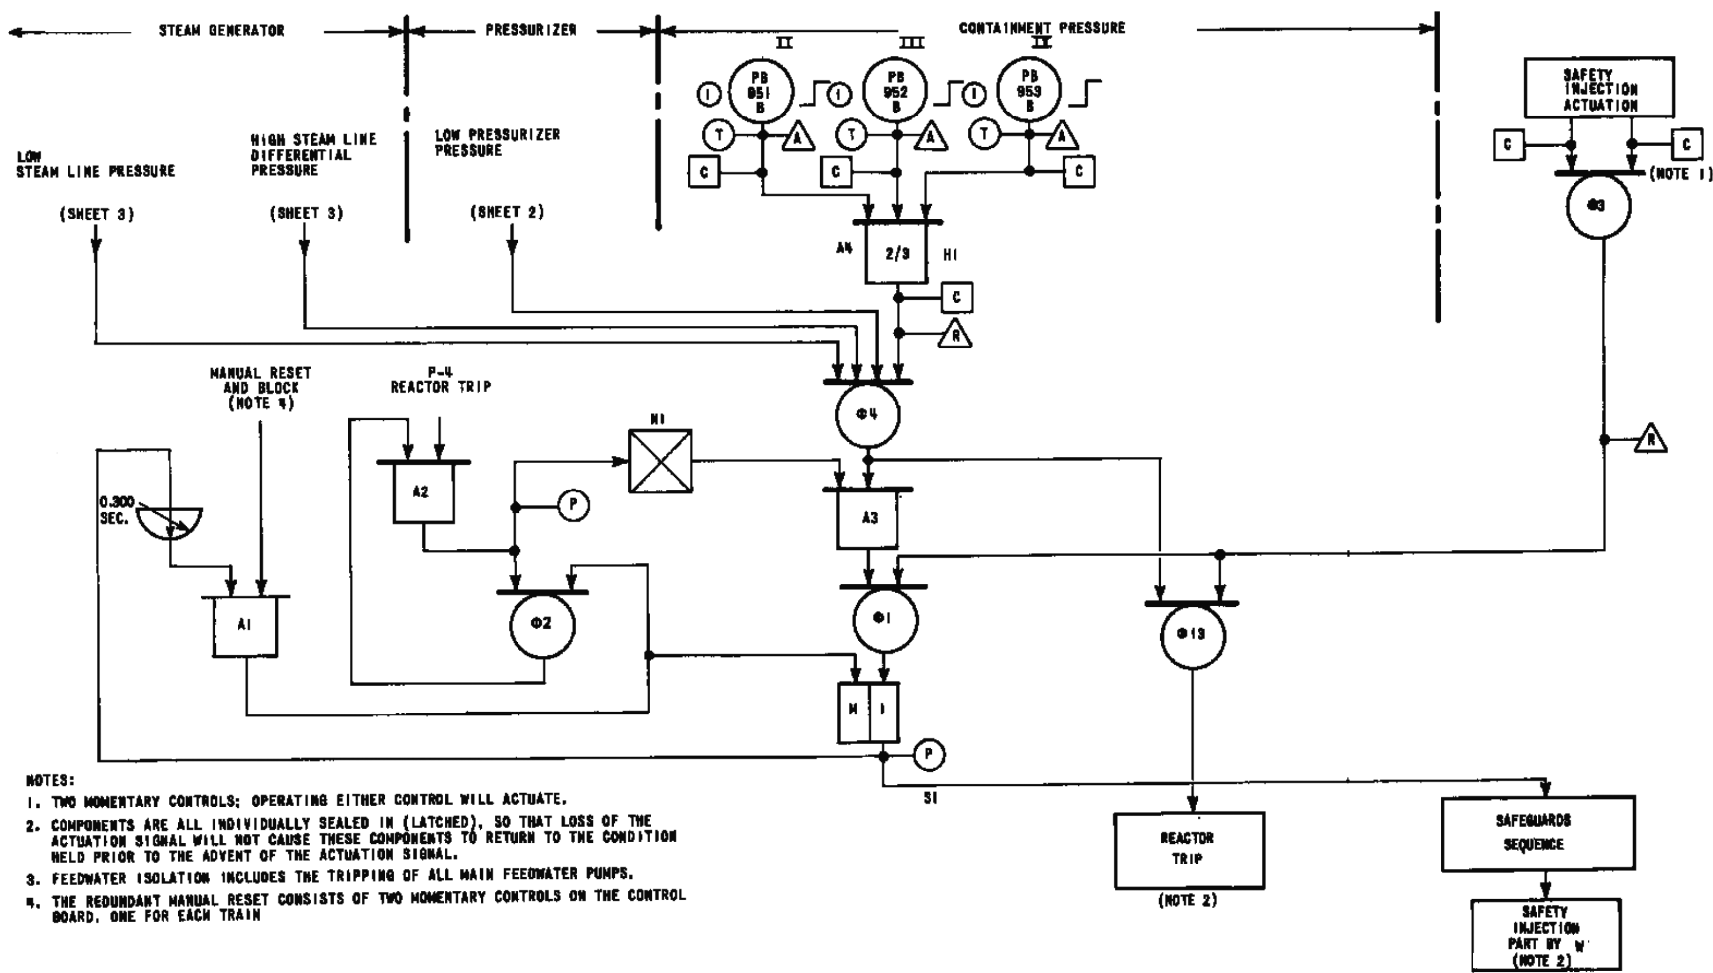 STEAM GENERATOR
PRESSURIZER
CONTAINMENT PRESSURE
II
III
IV
PB
951
B
PB
952
B
PB
953
B
I
I
I
T
A
T
A
T
A
C
C
C
SAFETY
INJECTION
ACTUATION
C
C
(NOTE 1)
Φ3
LOW
STEAM LINE PRESSURE
(SHEET 3)
HIGH STEAM LINE
DIFFERENTIAL
PRESSURE
(SHEET 3)
LOW PRESSURIZER
PRESSURE
(SHEET 2)
A4
2/3
HI
C
R
MANUAL RESET
AND BLOCK
(NOTE 4)
P-4
REACTOR TRIP
N1
Φ4
R
A2
P
A3
0.300
SEC.
A1
Φ2
Φ1
Φ13
M
I
P
SI
NOTES:
1. TWO MOMENTARY CONTROLS; OPERATING EITHER CONTROL WILL ACTUATE.
2. COMPONENTS ARE ALL INDIVIDUALLY SEALED IN (LATCHED), SO THAT LOSS OF THE
ACTUATION SIGNAL WILL NOT CAUSE THESE COMPONENTS TO RETURN TO THE CONDITION
HELD PRIOR TO THE ADVENT OF THE ACTUATION SIGNAL.
3. FEEDWATER ISOLATION INCLUDES THE TRIPPING OF ALL MAIN FEEDWATER PUMPS.
4. THE REDUNDANT MANUAL RESET CONSISTS OF TWO MOMENTARY CONTROLS ON THE CONTROL
BOARD, ONE FOR EACH TRAIN
REACTOR
TRIP
(NOTE 2)
SAFEGUARDS
SEQUENCE
SAFETY
INJECTION
PART BY W
(NOTE 2)